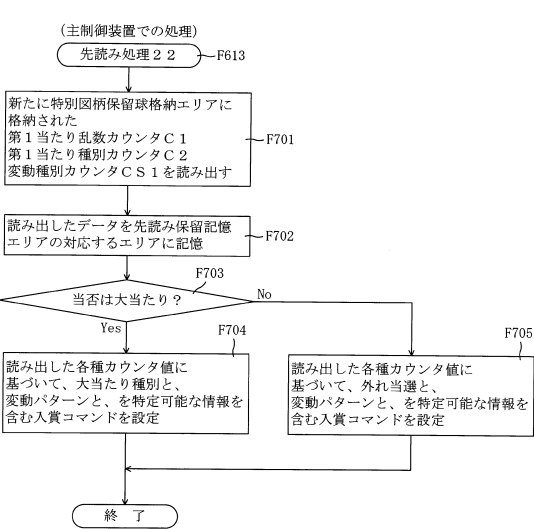 (主制御装置での処理)
先読み処理２２
F613
新たに特別図柄保留球格納エリアに
格納された
第１当たり乱数カウンタＣ１
第１当たり種別カウンタＣ２
変動種別カウンタＣＳ１を読み出す
F701
読み出したデータを先読み保留記憶
エリアの対応するエリアに記憶
F702
F703
当否は大当たり？
No
Yes
F704
読み出した各種カウンタ値に
基づいて、大当たり種別と、
変動パターンと、を特定可能な情報を
含む入賞コマンドを設定
F705
読み出した各種カウンタ値に
基づいて、外れ当選と、
変動パターンと、を特定可能な情報を
含む入賞コマンドを設定
終 了